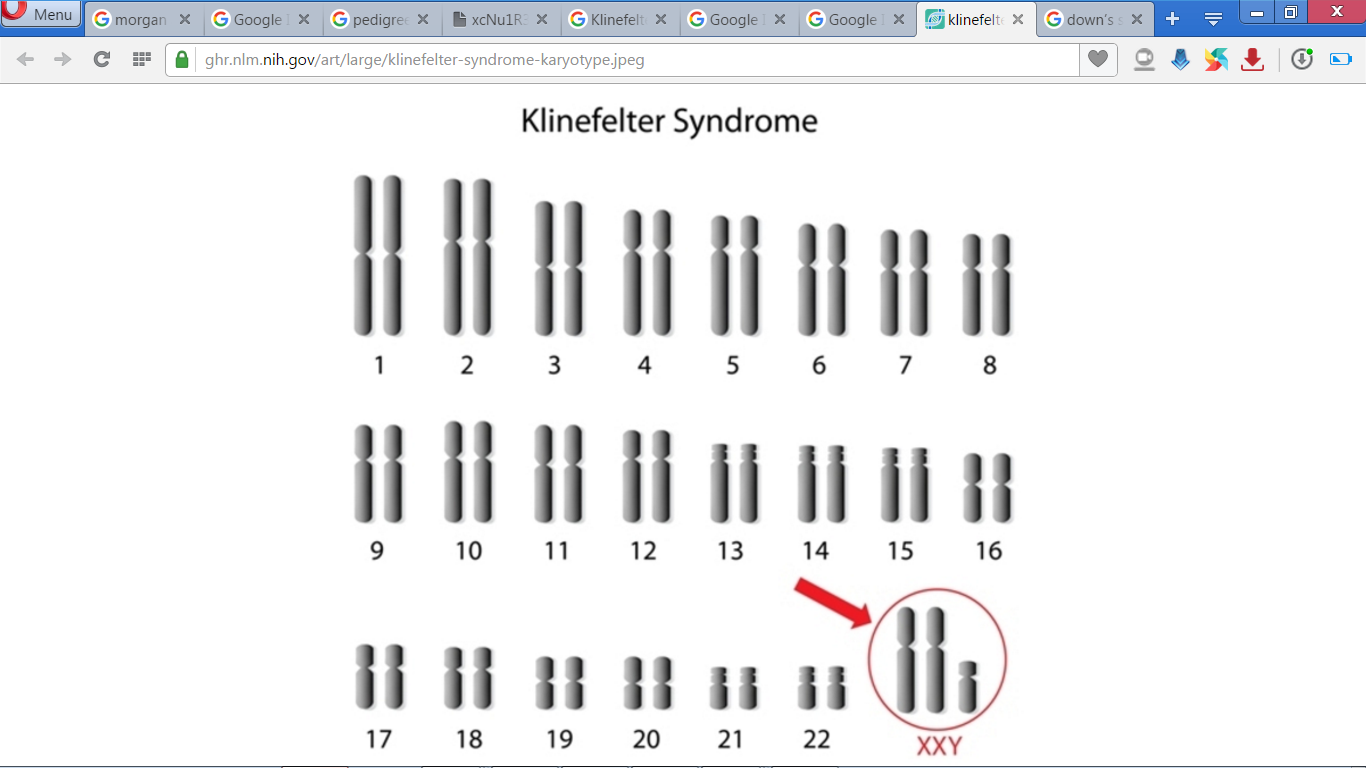 Menu
morgan
Google I
pedigree
xcNu1R3
Klinefelt
Google I
Google I
klinefelt
down's s
ghr.nlm.nih.gov/art/large/klinefelter-syndrome-karyotype.jpeg
Klinefelter Syndrome
1 2 3 4 5 6 7 8
9 10 11 12 13 14 15 16
17 18 19 20 21 22 XXY